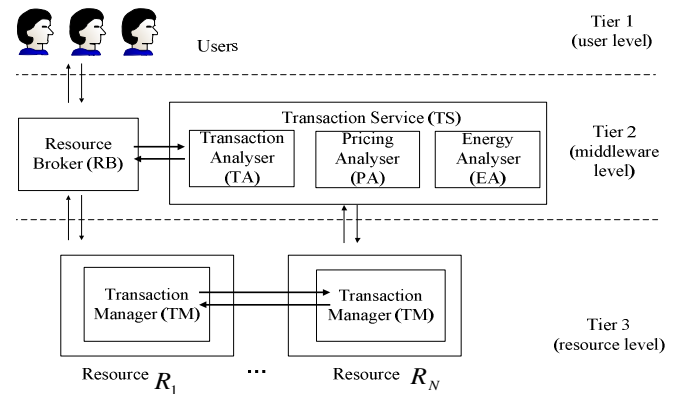 Users
Tier 1
(user level)
Resource
Broker (RB)
Transaction Service (TS)
Transaction
Analyser
(TA)
Pricing
Analyser
(PA)
Energy
Analyser
(EA)
Tier 2
(middleware
level)
Transaction
Manager (TM)
Transaction
Manager (TM)
Tier 3
(resource level)
Resource R1
...
Resource RN